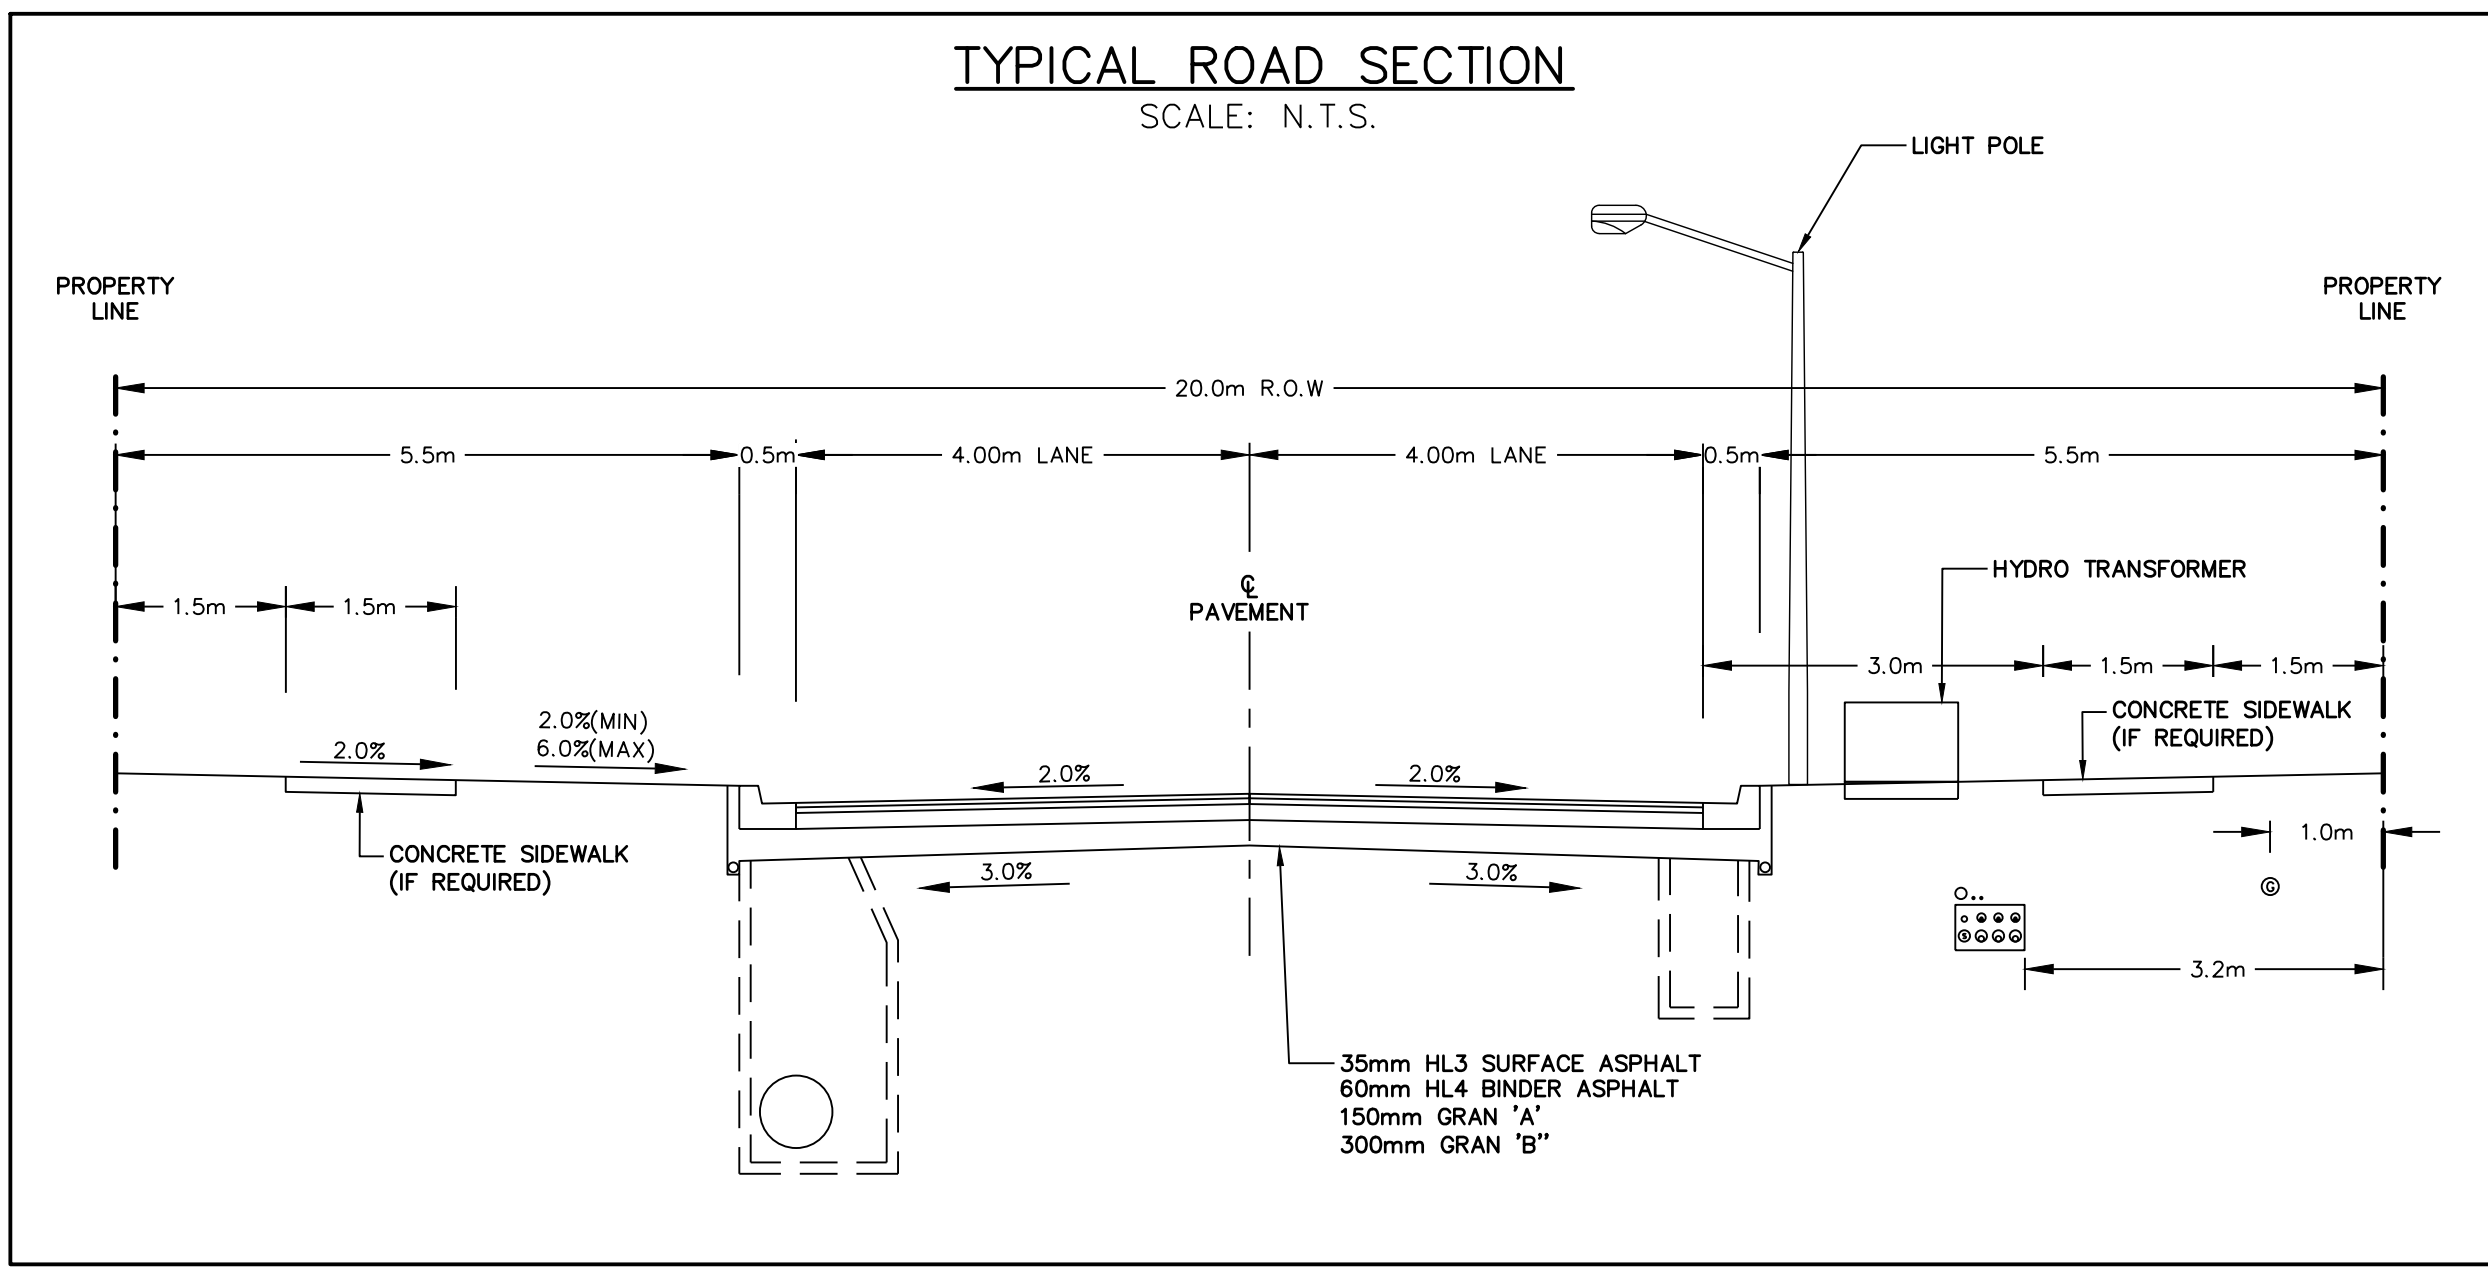 TYPICAL ROAD SECTION
SCALE: N.T.S.
LIGHT POLE
PROPERTY
LINE
PROPERTY
LINE
20.0m R.O.W
5.5m
0.5m
4.00m LANE
4.00m LANE
0.5m
5.5m
HYDRO TRANSFORMER
℄
PAVEMENT
1.5m
1.5m
3.0m
1.5m
1.5m
2.0%(MIN)
6.0%(MAX)
CONCRETE SIDEWALK
(IF REQUIRED)
2.0%
2.0%
2.0%
1.0m
CONCRETE SIDEWALK
(IF REQUIRED)
3.0%
3.0%
G
S
3.2m
35mm HL3 SURFACE ASPHALT
60mm HL4 BINDER ASPHALT
150mm GRAN 'A'
300mm GRAN 'B"